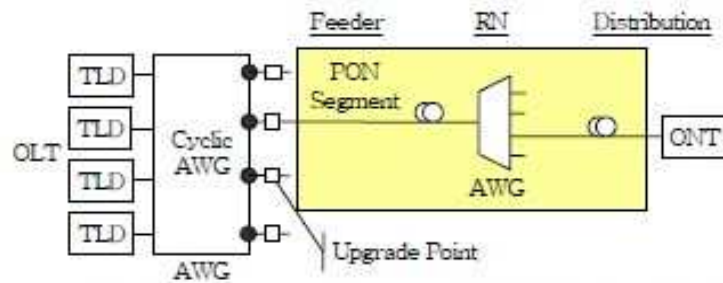 Feeder RN Distribution
TLD
PON
Segment
TLD
Cyclic
AWG
OLT
ONT
TLD
AWG
TLD
Upgrade Point
AWG